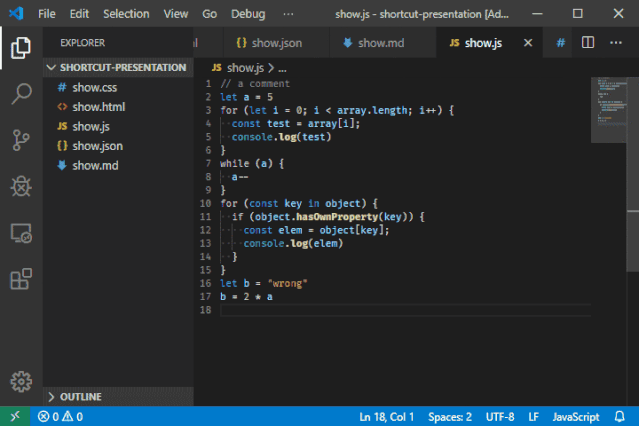 File Edit Selection View Go Debug ··· show.js - shortcut-presentation [Ad...
EXPLORER
{} show.json show.md JS show.js × # ···
SHORTCUT-PRESENTATION
# show.css
<> show.html
JS show.js
{} show.json
show.md
JS show.js > ...
1 // a comment
2 let a = 5
3 for (let i = 0; i < array.length; i++) {
4 const test = array[i];
5 console.log(test)
6 }
7 while (a) {
8 a--
9 }
10 for (const key in object) {
11 if (object.hasOwnProperty(key)) {
12 const elem = object[key];
13 console.log(elem)
14 }
15 }
16 let b = "wrong"
17 b = 2 * a
18
OUTLINE
0 0 Ln 18, Col 1 Spaces: 2 UTF-8 LF JavaScript